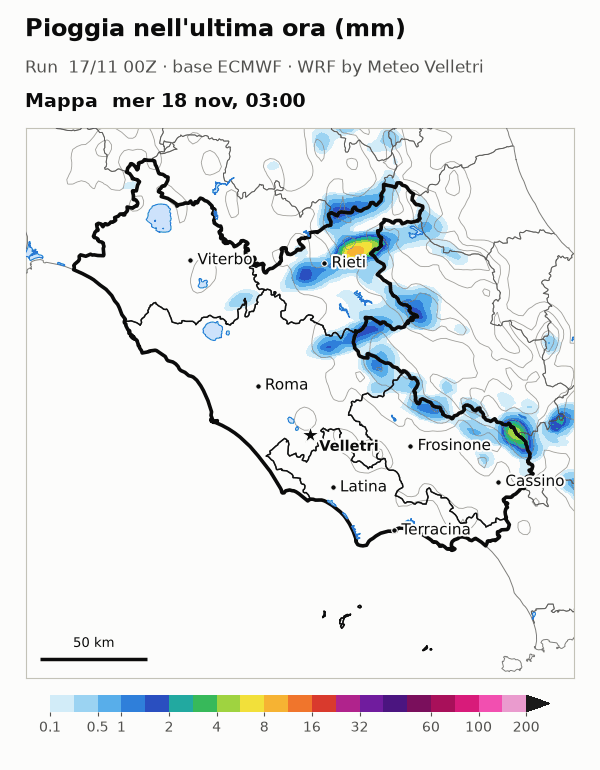 Pioggia nell'ultima ora (mm)
Run  17/11 00Z · base ECMWF · WRF by Meteo Velletri
Mappa  mer 18 nov, 03:00
Viterbo
Rieti
Roma
Velletri
Frosinone
Cassino
Latina
Terracina
50 km
0.1 0.5 1 2 4 8 16 32 60 100 200